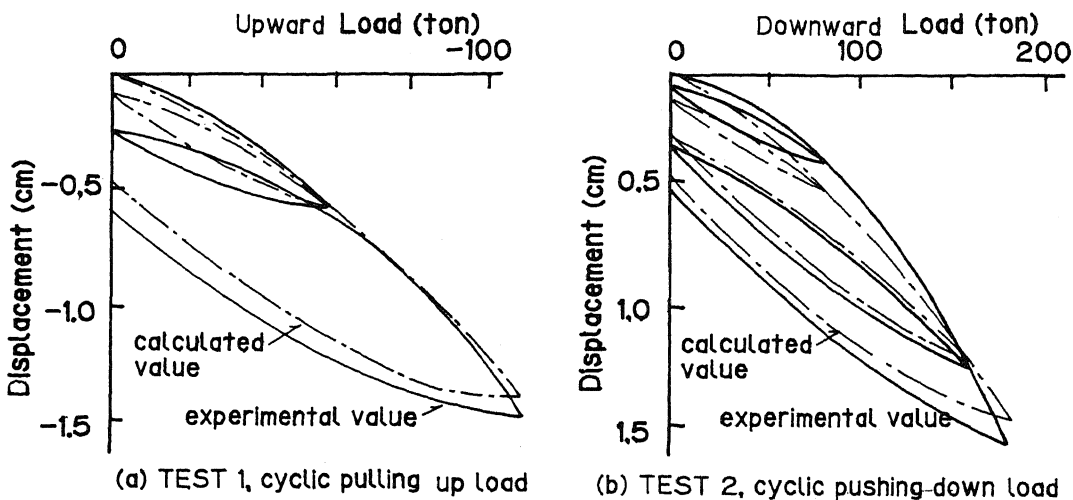 Upward Load (ton)
0 -100
Displacement (cm)
-0,5
-1.0
-1.5
calculated
value
experimental value
(a) TEST 1, cyclic pulling up load
Downward Load (ton)
0 100 200
Displacement (cm)
0.5
1.0
1.5
calculated
value
experimental value
(b) TEST 2, cyclic pushing-down load